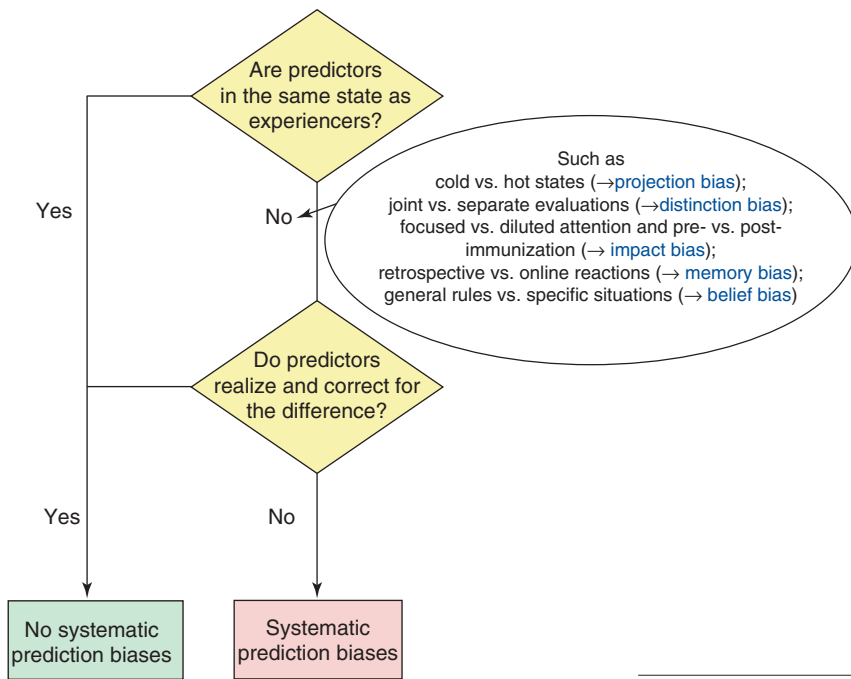 Are predictors
in the same state as
experiencers?
Such as
cold vs. hot states (→projection bias);
joint vs. separate evaluations (→distinction bias);
focused vs. diluted attention and pre- vs. post-
immunization (→ impact bias);
retrospective vs. online reactions (→ memory bias);
general rules vs. specific situations (→ belief bias)
Yes
No
Do predictors
realize and correct for
the difference?
Yes
No
No systematic
prediction biases
Systematic
prediction biases